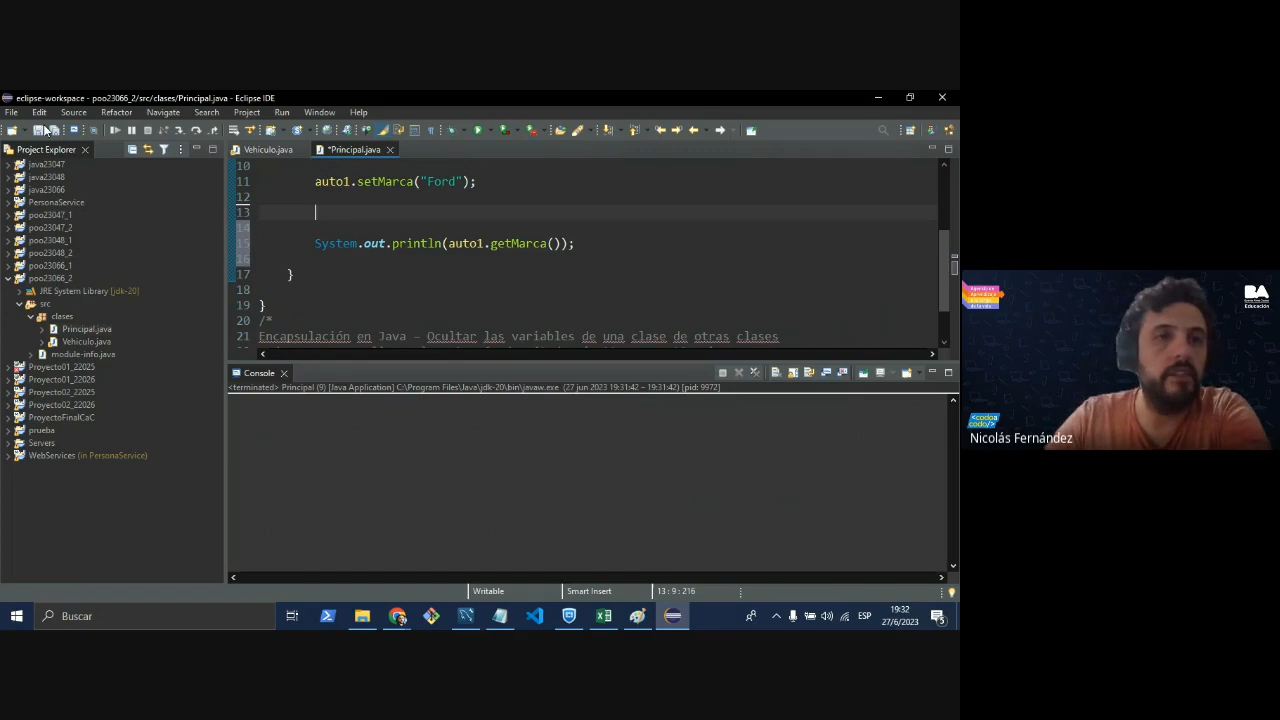 eclipse-workspace - poo23066_2/src/clases/Principal.java - Eclipse IDE
File Edit Source Refactor Navigate Search Project Run Window Help
Project Explorer
java23047
java23048
java23066
PersonaService
poo23047_1
poo23047_2
poo23048_1
poo23048_2
poo23066_1
poo23066_2
JRE System Library [jdk-20]
src
clases
Principal.java
Vehiculo.java
module-info.java
Proyecto01_22025
Proyecto01_22026
Proyecto02_22025
Proyecto02_22026
ProyectoFinalCaC
prueba
Servers
WebServices (in PersonaService)
Vehiculo.java
*Principal.java
10
11 auto1.setMarca("Ford");
12
13
14
15 System.out.println(auto1.getMarca());
16
17 }
18
19 }
20 /*
21 Encapsulación en Java – Ocultar las variables de una clase de otras clases
Console
<terminated> Principal (9) [Java Application] C:\Program Files\Java\jdk-20\bin\javaw.exe (27 jun 2023 19:31:42 – 19:31:42) [pid: 9972]
Writable
Smart Insert
13 : 9 : 216
Buscar
ESP
19:32
27/6/2023
5
BA
Educación
<codo a codo/>
Nicolás Fernández